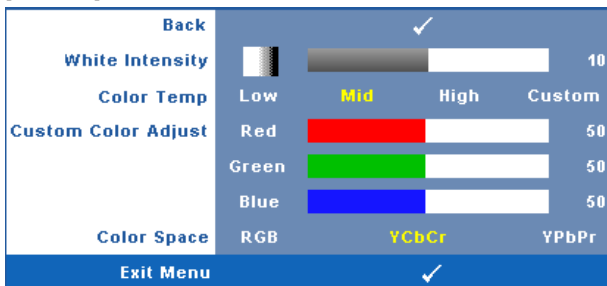 Back
White Intensity 10
Color Temp Low Mid High Custom
Custom Color Adjust Red 50
Green 50
Blue 50
Color Space RGB YCbCr YPbPr
Exit Menu